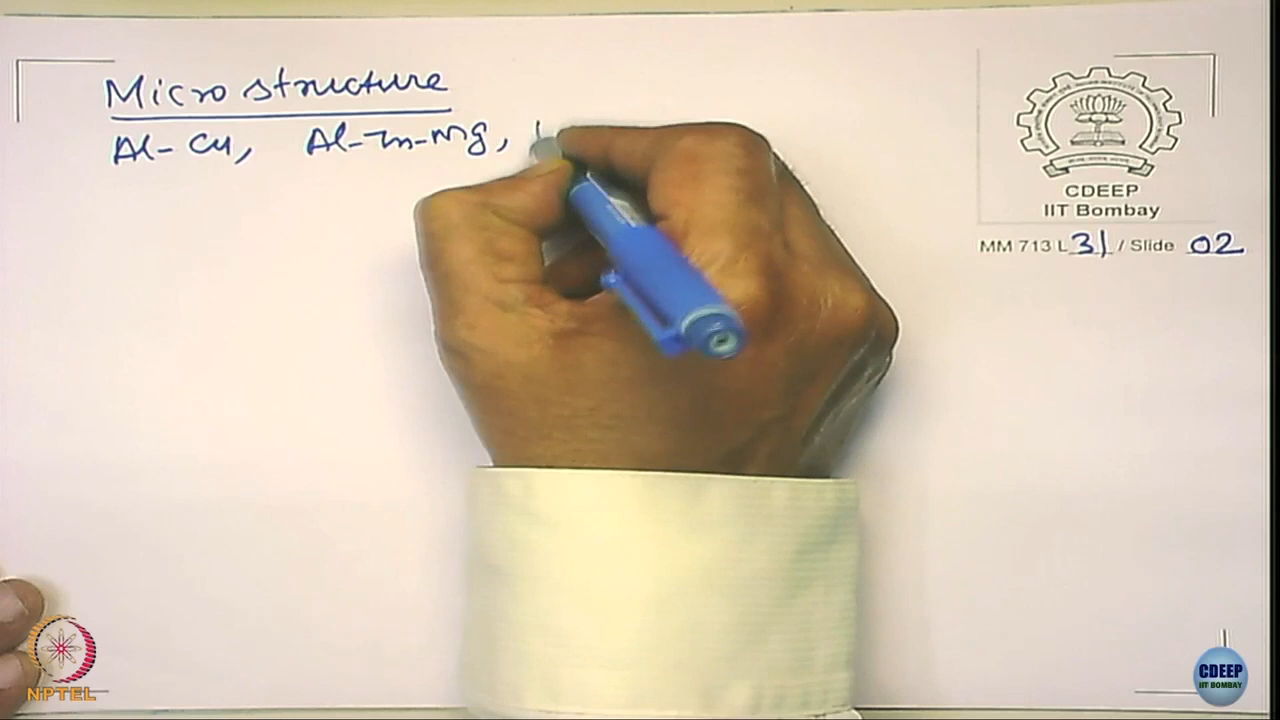 Microstructure
Al-Cu, Al-Zn-Mg,
CDEEP
IIT Bombay
MM 713 L 31 / Slide 02
NPTEL
CDEEP
IIT BOMBAY